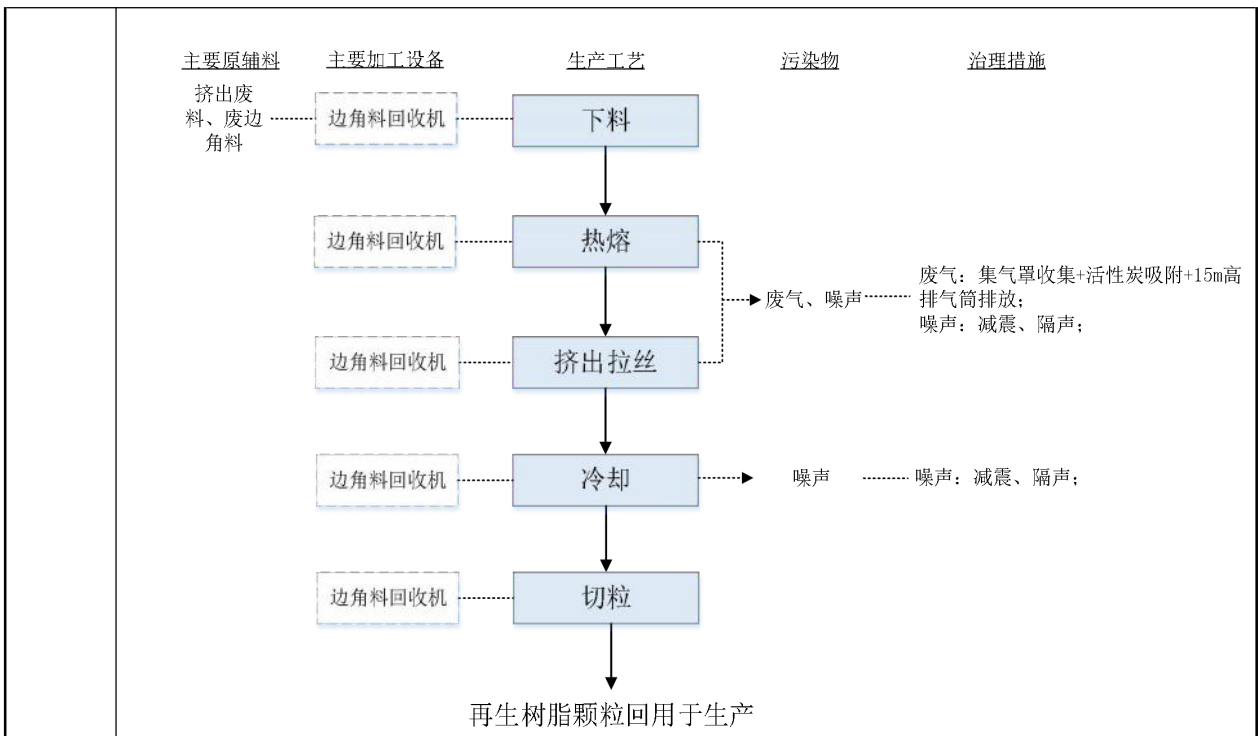 主要原辅料 主要加工设备 生产工艺 污染物 治理措施
挤出废
料、废边
角料
边角料回收机
下料
边角料回收机
热熔
废气、噪声
废气：集气罩收集+活性炭吸附+15m高
排气筒排放；
噪声：减震、隔声；
边角料回收机
挤出拉丝
边角料回收机
冷却
噪声
噪声：减震、隔声；
边角料回收机
切粒
再生树脂颗粒回用于生产